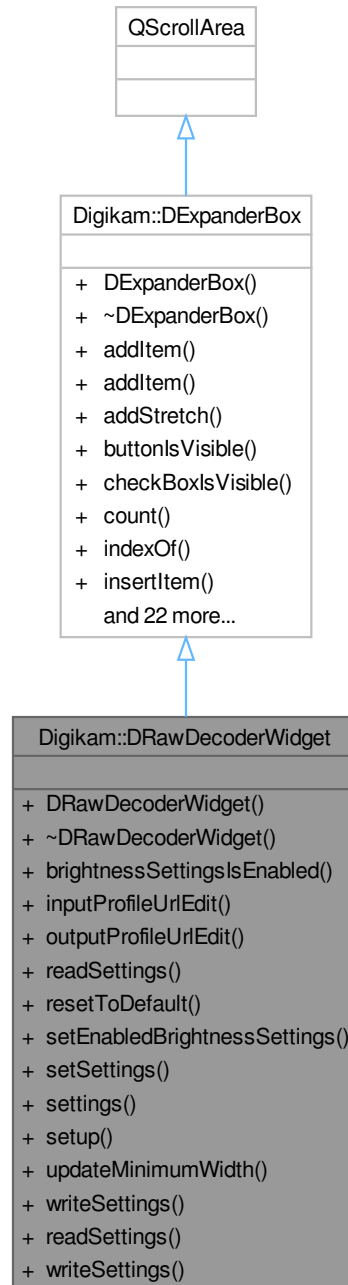 QScrollArea
Digikam::DExpanderBox
+ DExpanderBox()
+ ~DExpanderBox()
+ addItem()
+ addItem()
+ addStretch()
+ buttonIsVisible()
+ checkBoxIsVisible()
+ count()
+ indexOf()
+ insertItem()
and 22 more...
Digikam::DRawDecoderWidget
+ DRawDecoderWidget()
+ ~DRawDecoderWidget()
+ brightnessSettingsIsEnabled()
+ inputProfileUrlEdit()
+ outputProfileUrlEdit()
+ readSettings()
+ resetToDefault()
+ setEnabledBrightnessSettings()
+ setSettings()
+ settings()
+ setup()
+ updateMinimumWidth()
+ writeSettings()
+ readSettings()
+ writeSettings()